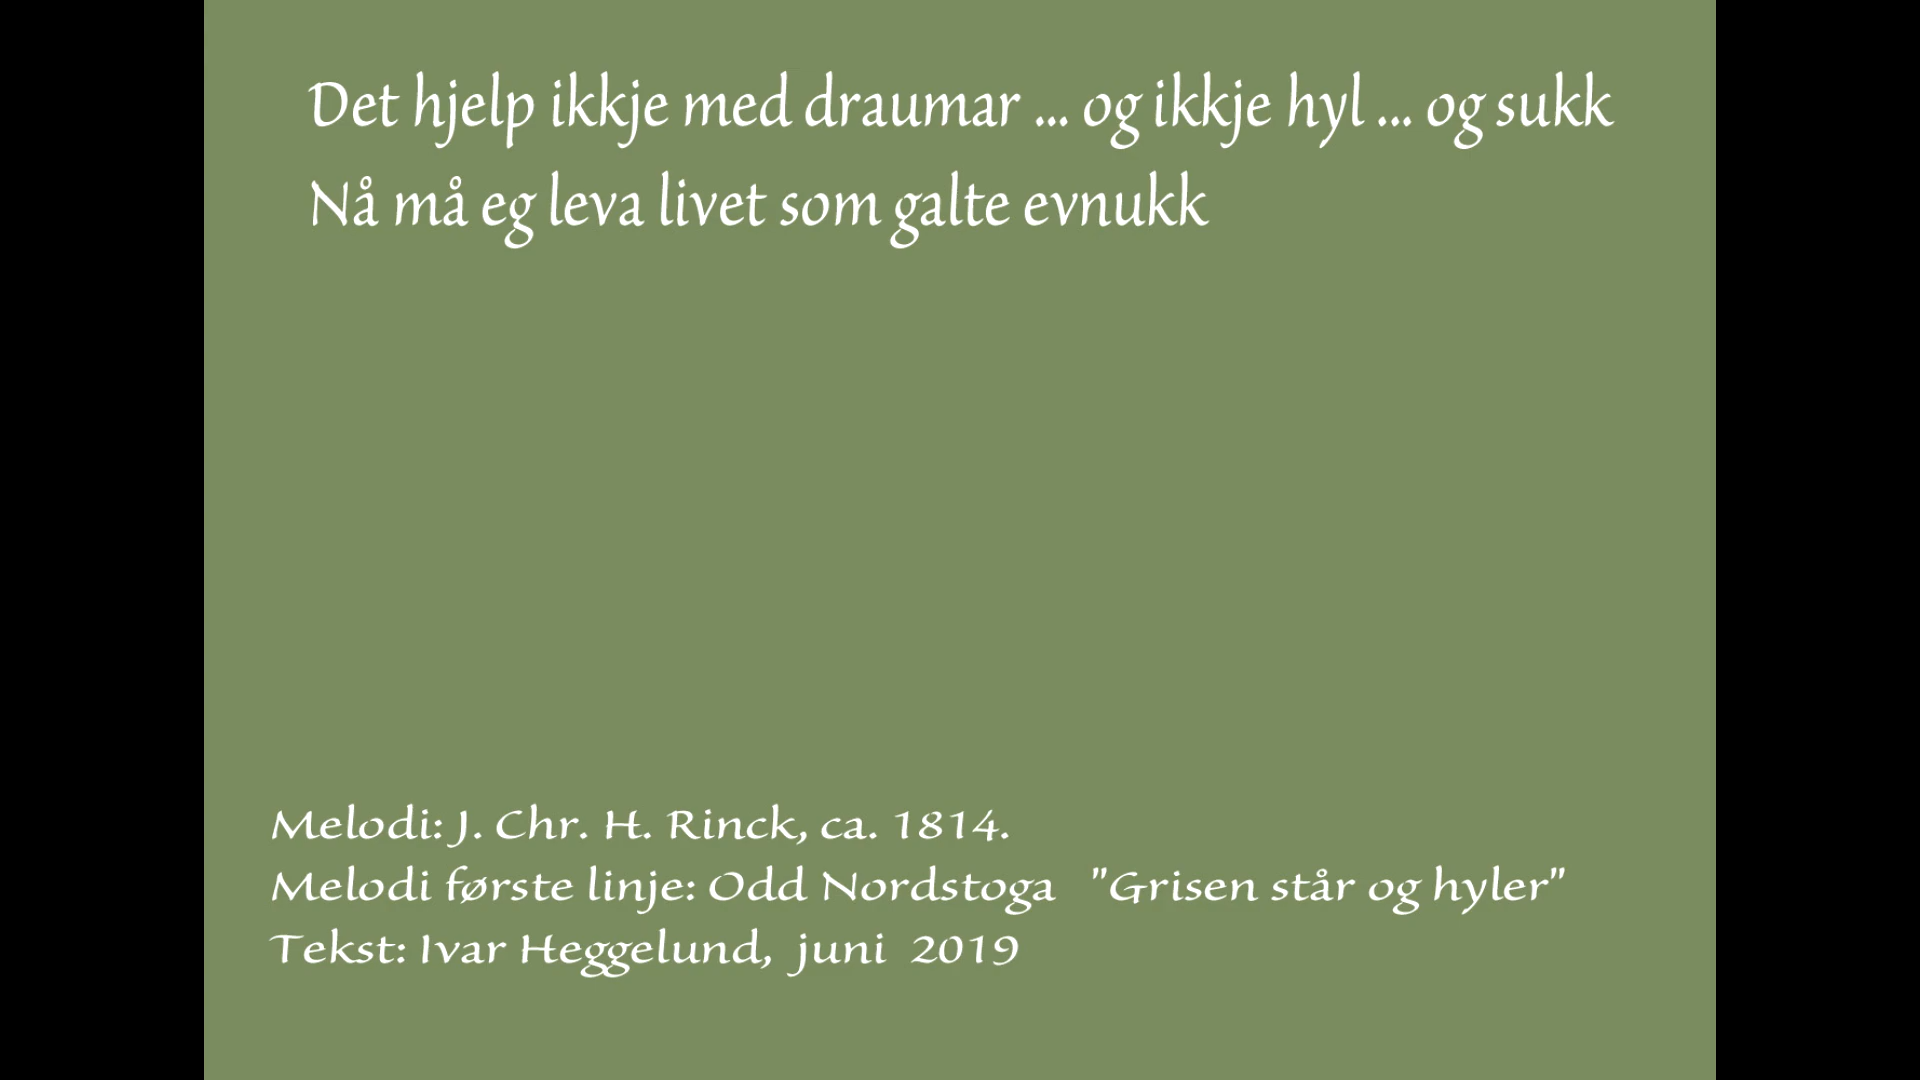 Det hjelp ikkje med draumar ... og ikkje hyl ... og sukk
Nå må eg leva livet som galte evnukk
Melodi: J. Chr. H. Rinck, ca. 1814.
Melodi første linje: Odd Nordstoga "Grisen står og hyler"
Tekst: Ivar Heggelund, juni 2019